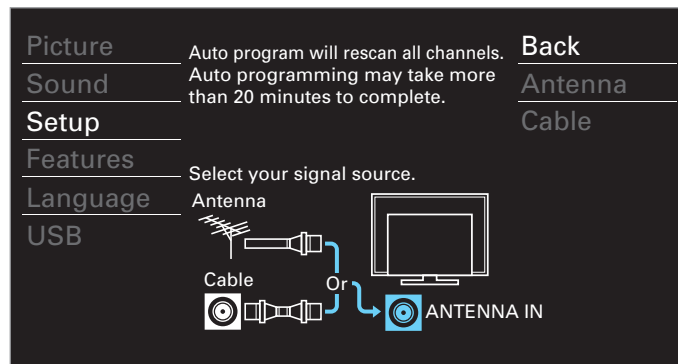 Picture
Sound
Setup
Features
Language
USB
Auto program will rescan all channels.
Auto programming may take more
than 20 minutes to complete.
Select your signal source.
Antenna
Cable
Or
ANTENNA IN
Back
Antenna
Cable